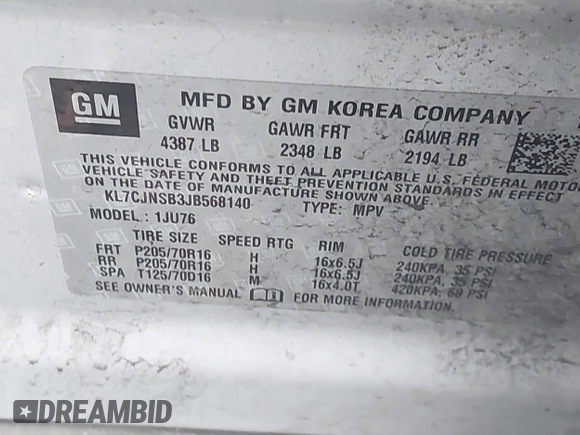 GM
MFD BY GM KOREA COMPANY
GVWR GAWR FRT GAWR RR
4387 LB 2348 LB 2194 LB
THIS VEHICLE CONFORMS TO ALL APPLICABLE U.S. FEDERAL MOTOR
VEHICLE SAFETY AND THEFT PREVENTION STANDARDS IN EFFECT
ON THE DATE OF MANUFACTURE SHOWN ABOVE.
KL7CJNSB3JB568140 TYPE: MPV
MODEL: 1JU76
TIRE SIZE SPEED RTG RIM COLD TIRE PRESSURE
FRT P205/70R16 H 16x6.5J 240KPA, 35 PSI
RR P205/70R16 H 16x6.5J 240KPA, 35 PSI
SPA T125/70D16 M 16x4.0T 420KPA, 60 PSI
SEE OWNER'S MANUAL FOR MORE INFORMATION.
DREAMBID